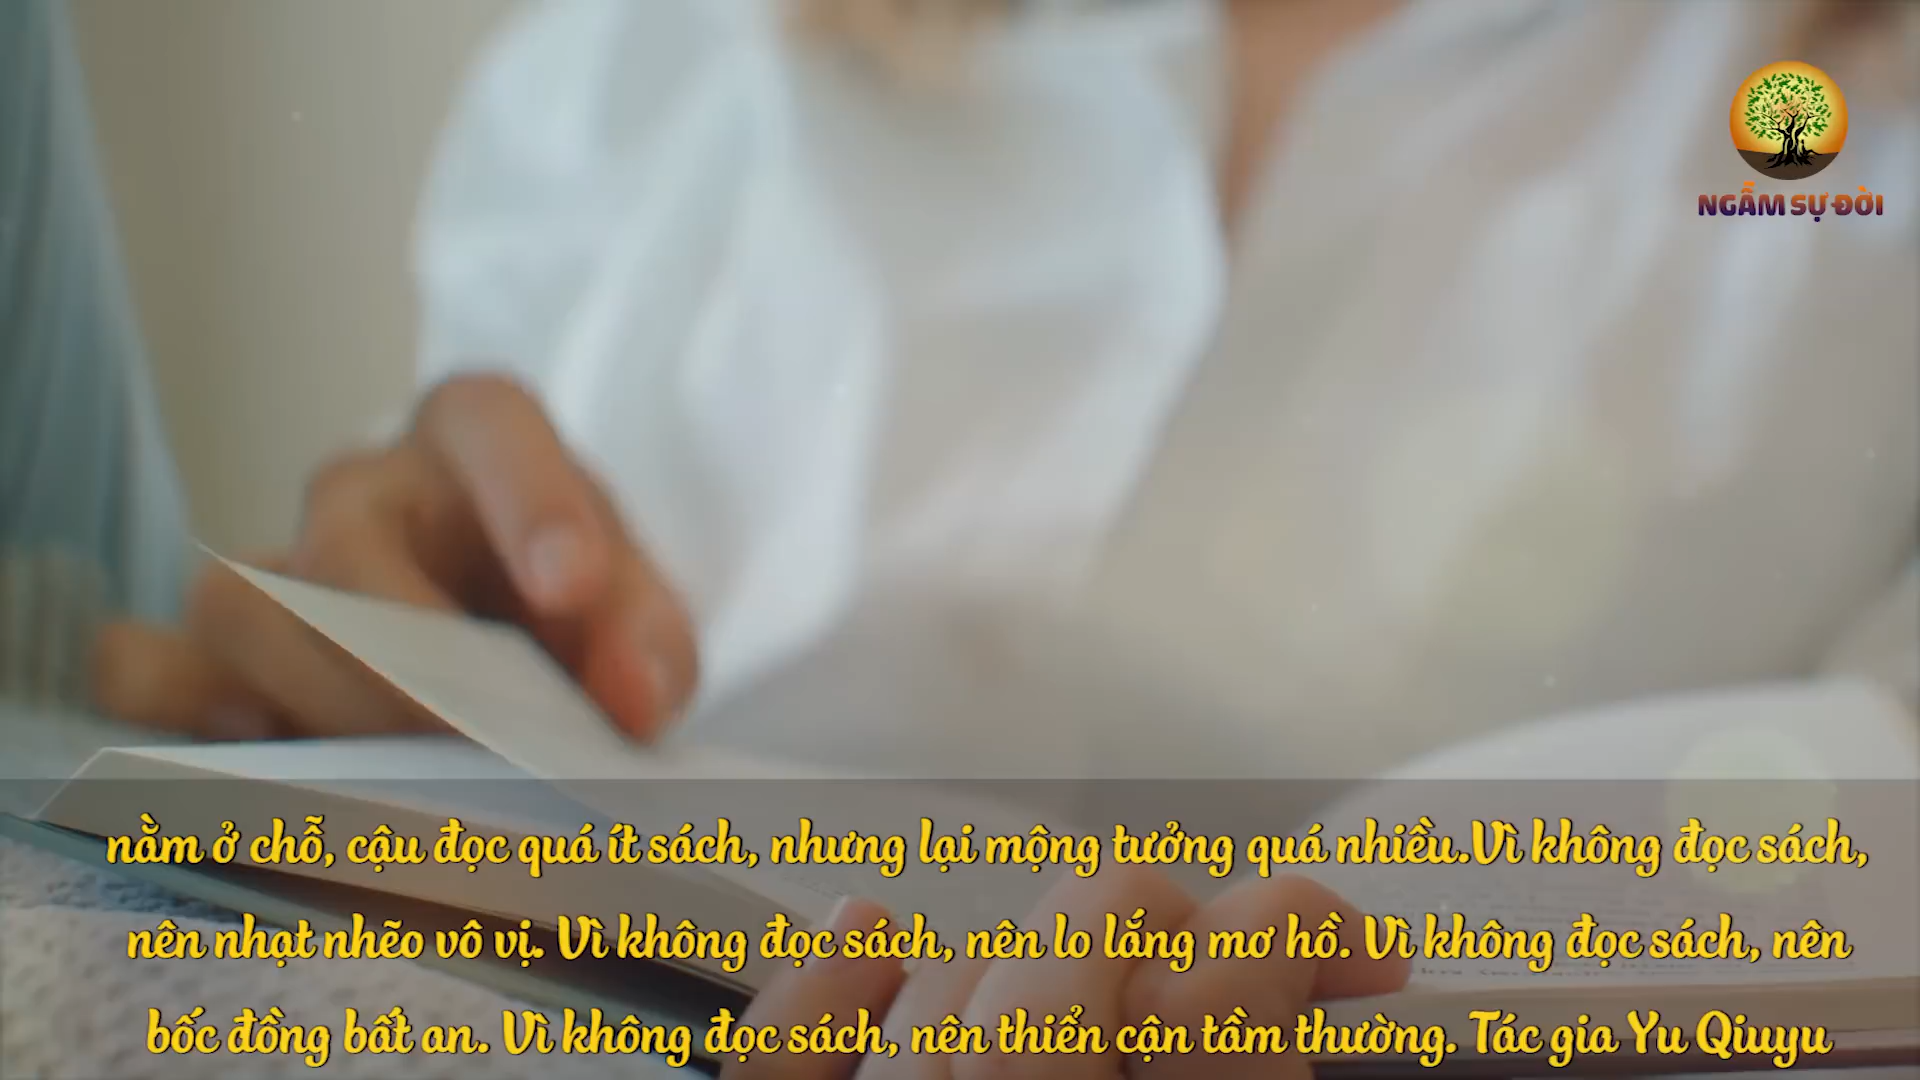 NGẪM SỰ ĐỜI
nằm ở chỗ, cậu đọc quá ít sách, nhưng lại mộng tưởng quá nhiều.Vì không đọc sách,
nên nhạt nhẽo vô vị. Vì không đọc sách, nên lo lắng mơ hồ. Vì không đọc sách, nên
bốc đồng bất an. Vì không đọc sách, nên thiển cận tầm thường. Tác gia Yu Qiuyu